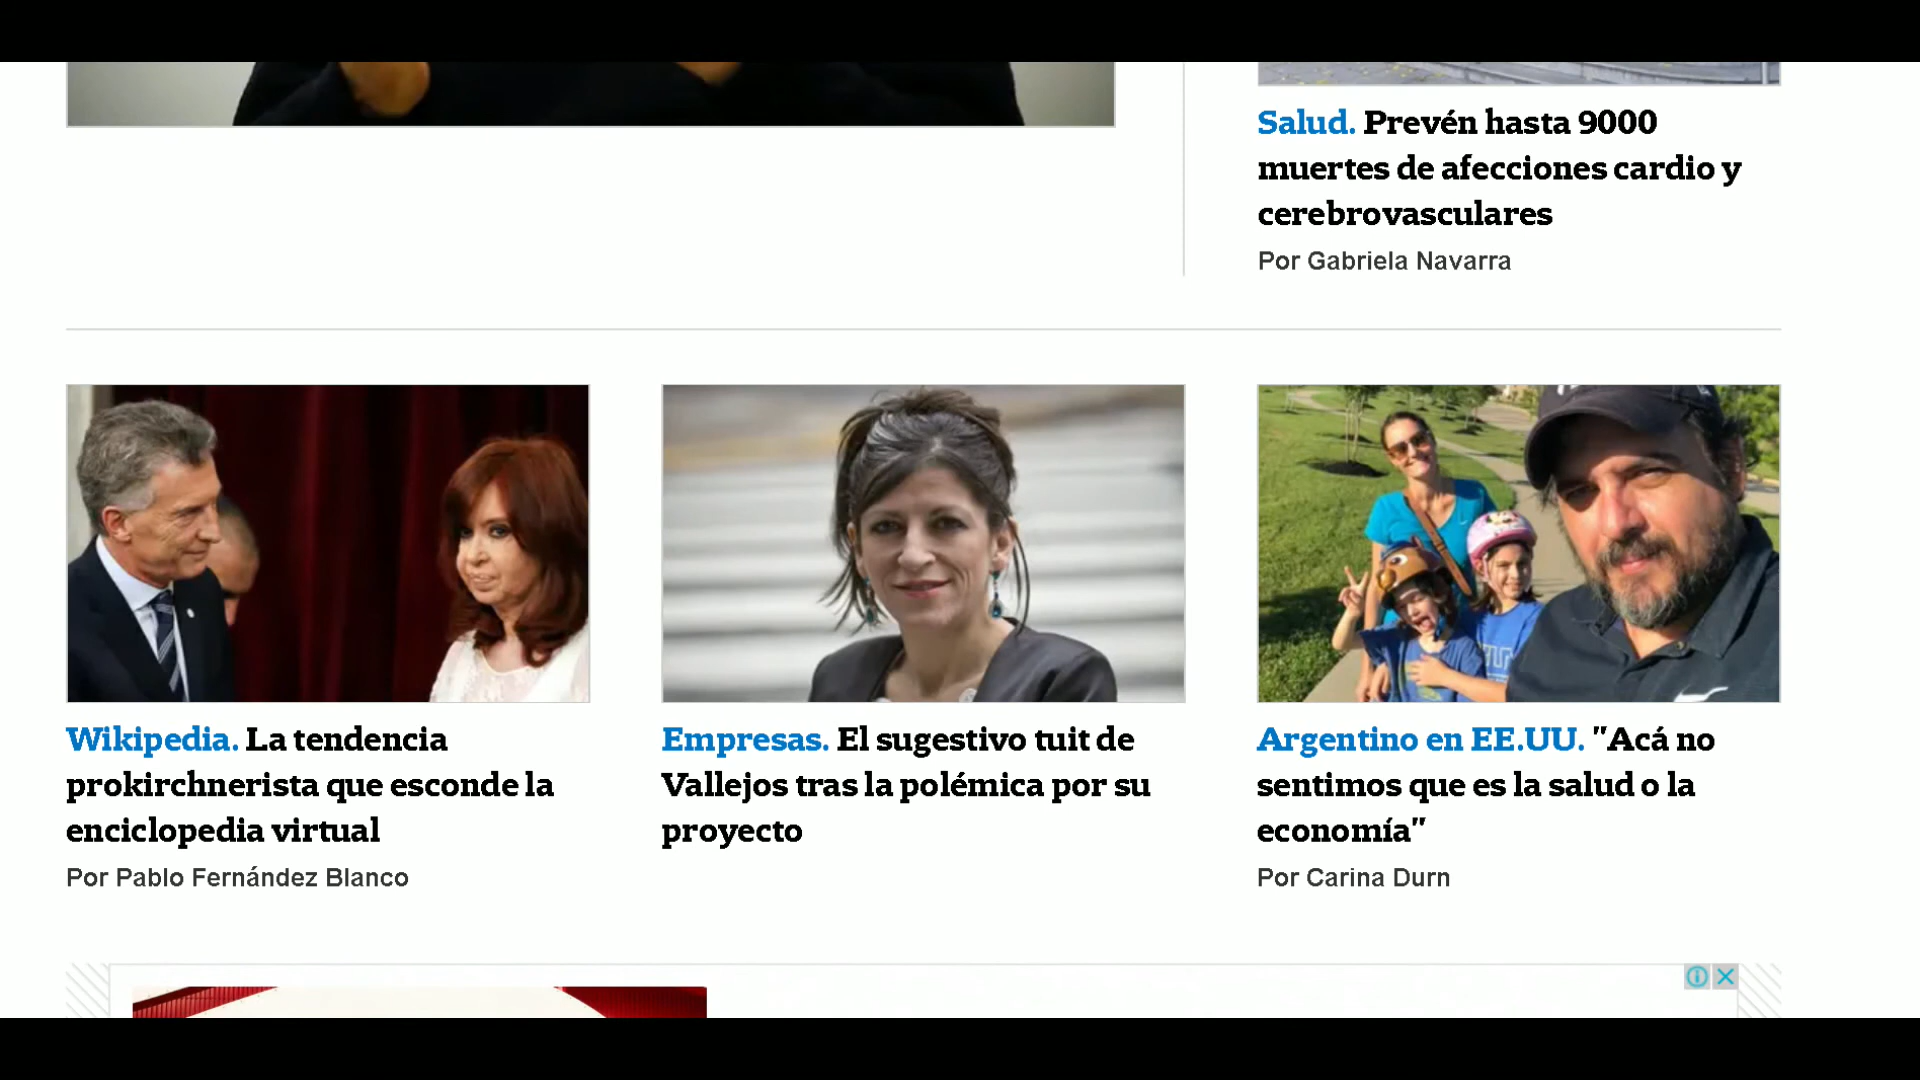 Salud. Prevén hasta 9000
muertes de afecciones cardio y
cerebrovasculares
Por Gabriela Navarra
Wikipedia. La tendencia
prokirchnerista que esconde la
enciclopedia virtual
Por Pablo Fernández Blanco
Empresas. El sugestivo tuit de
Vallejos tras la polémica por su
proyecto
Argentino en EE.UU. "Acá no
sentimos que es la salud o la
economía"
Por Carina Durn